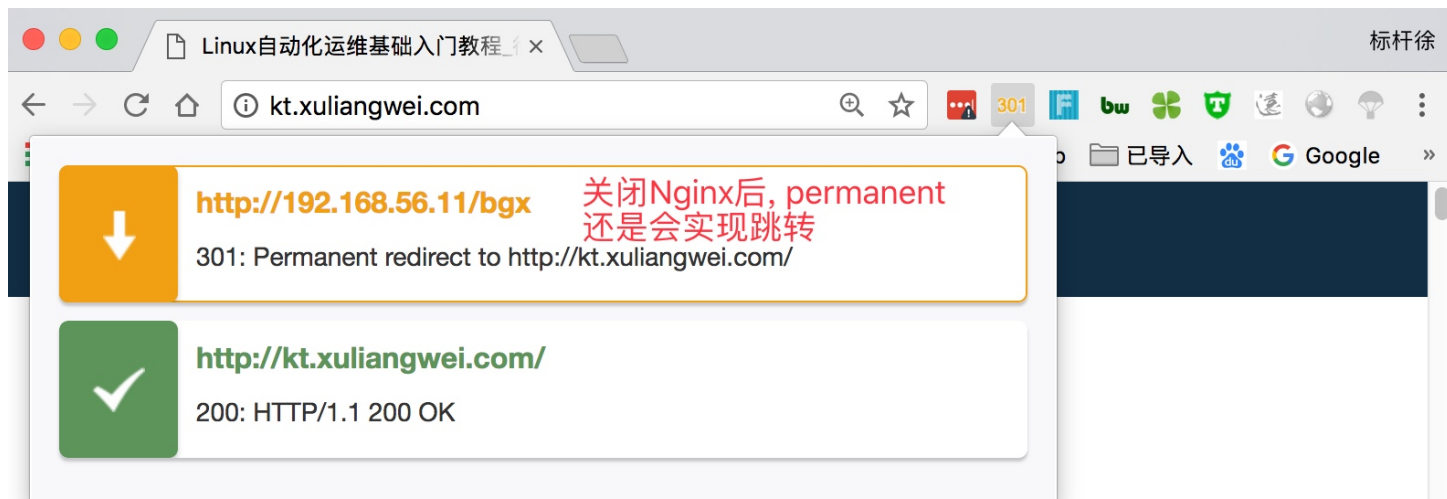 Linux自动化运维基础入门教程_
标杆徐
kt.xuliangwei.com
301
bw
已导入
du
Google
»
http://192.168.56.11/bgx
关闭Nginx后, permanent
还是会实现跳转
301: Permanent redirect to http://kt.xuliangwei.com/
http://kt.xuliangwei.com/
200: HTTP/1.1 200 OK